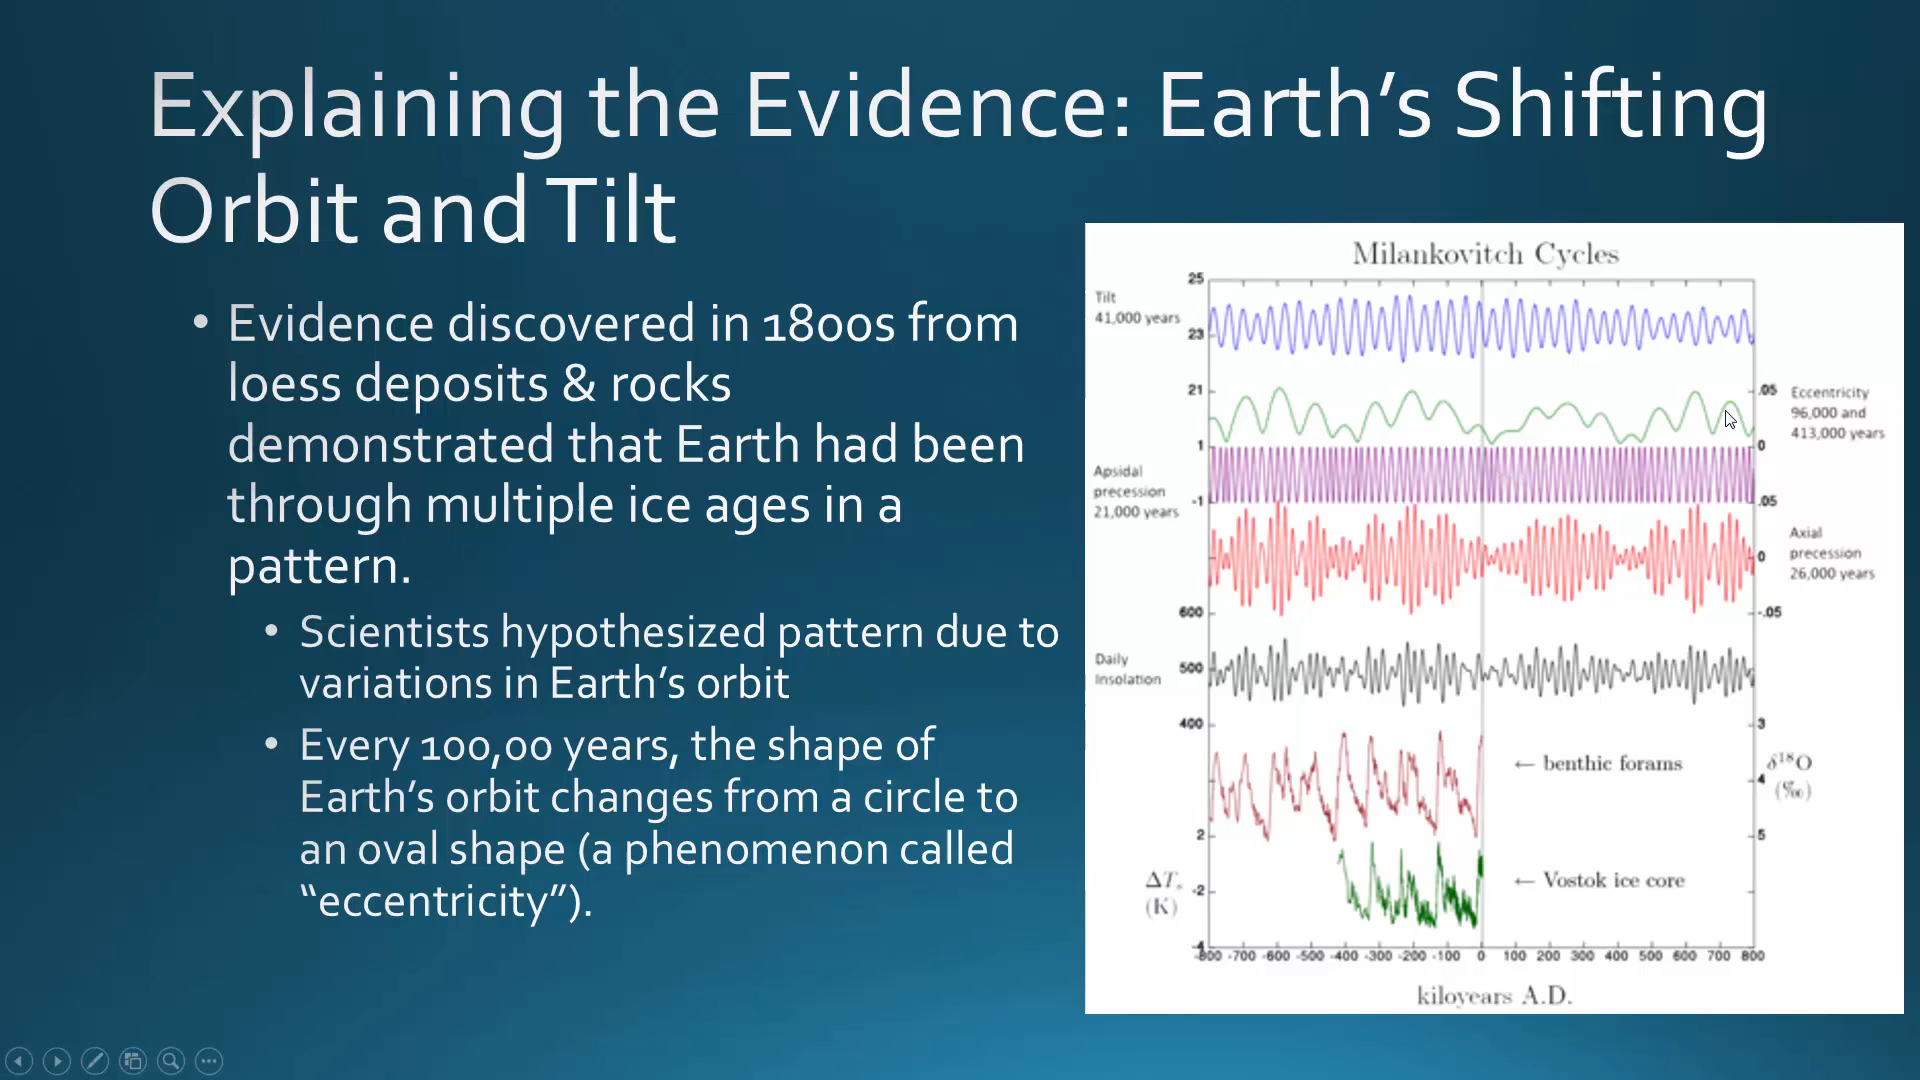 Explaining the Evidence: Earth's Shifting
Orbit and Tilt
• Evidence discovered in 1800s from
loess deposits & rocks
demonstrated that Earth had been
through multiple ice ages in a
pattern.
• Scientists hypothesized pattern due to
variations in Earth's orbit
• Every 100,00 years, the shape of
Earth's orbit changes from a circle to
an oval shape (a phenomenon called
"eccentricity").
Milankovitch Cycles
25
Tilt
41,000 years
23
21
.05
Eccentricity
96,000 and
413,000 years
1
0
Apsidal
precession
21,000 years
-1
.05
Axial
precession
26,000 years
0
600
-.05
Daily
Insolation
500
400
3
← benthic forams
δ¹⁸O
(‰)
4
2
5
← Vostok ice core
ΔTₛ
(K)
-2
-4
-800 -700 -600 -500 -400 -300 -200 -100 0 100 200 300 400 500 600 700 800
kiloyears A.D.